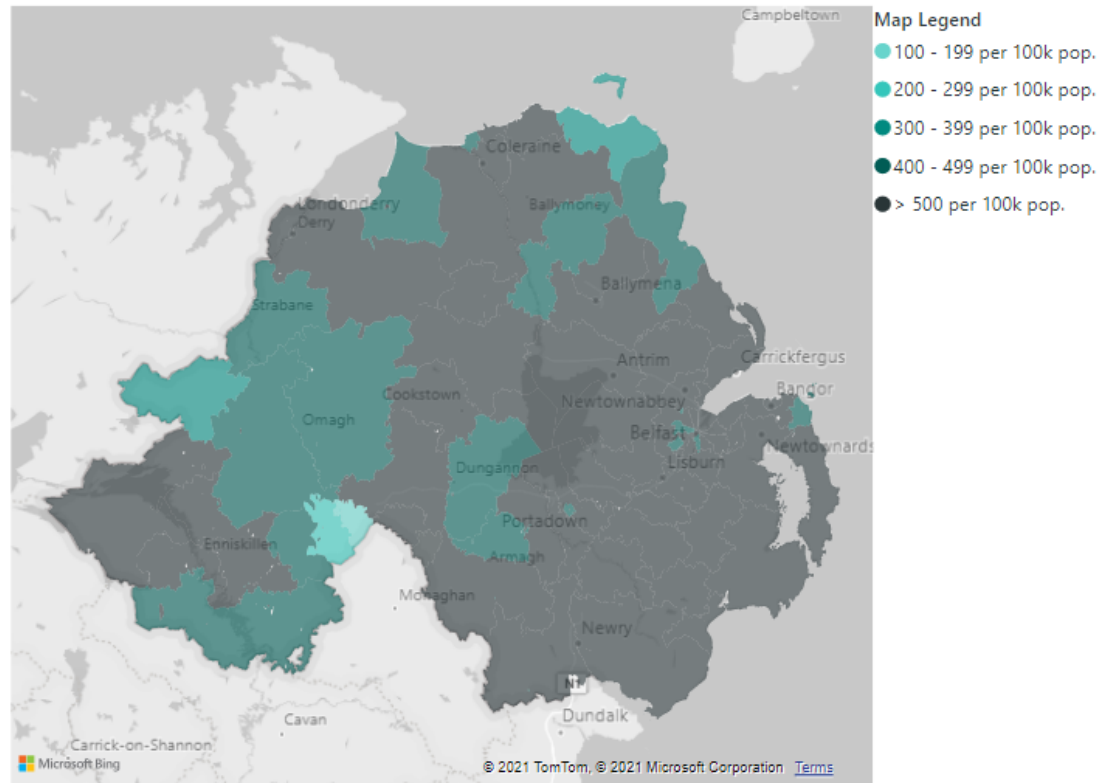 Campbeltown
Map Legend
100 - 199 per 100k pop.
200 - 299 per 100k pop.
300 - 399 per 100k pop.
400 - 499 per 100k pop.
> 500 per 100k pop.
Coleraine
Londonderry
Derry
Ballymoney
Ballymena
Strabane
Antrim
Carrickfergus
Cookstown
Newtownabbey
Bangor
Omagh
Belfast
Newtownards
Dungannon
Lisburn
Portadown
Enniskillen
Armagh
Monaghan
Newry
N1
Dundalk
Cavan
Carrick-on-Shannon
Microsoft Bing
© 2021 TomTom, © 2021 Microsoft Corporation Terms